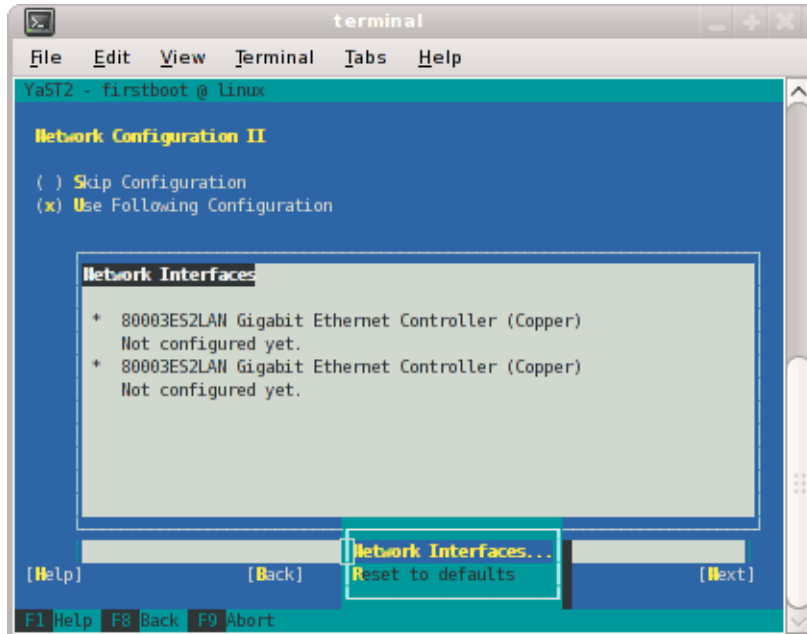 terminal
File Edit View Terminal Tabs Help
YaST2 - firstboot @ linux
Network Configuration II
( ) Skip Configuration
(x) Use Following Configuration
Network Interfaces
* 80003ES2LAN Gigabit Ethernet Controller (Copper)
Not configured yet.
* 80003ES2LAN Gigabit Ethernet Controller (Copper)
Not configured yet.
Network Interfaces...
[Help] [Back] Reset to defaults [Next]
F1 Help F8 Back F9 Abort